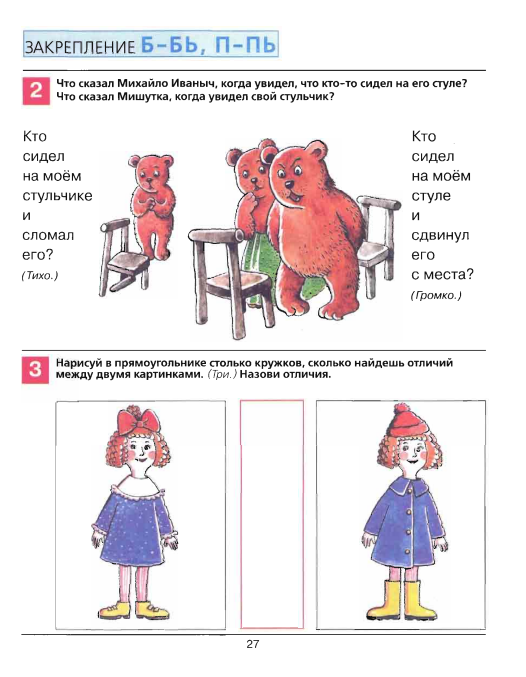 ЗАКРЕПЛЕНИЕ Б–БЬ, П–ПЬ
2 Что сказал Михайло Иваныч, когда увидел, что кто–то сидел на его стуле?
Что сказал Мишутка, когда увидел свой стульчик?
Кто
сидел
на моём
стульчике
и
сломал
его?
(Тихо.)
Кто
сидел
на моём
стуле
и
сдвинул
его
с места?
(Громко.)
3 Нарисуй в прямоугольнике столько кружков, сколько найдешь отличий
между двумя картинками. (Три.) Назови отличия.
27